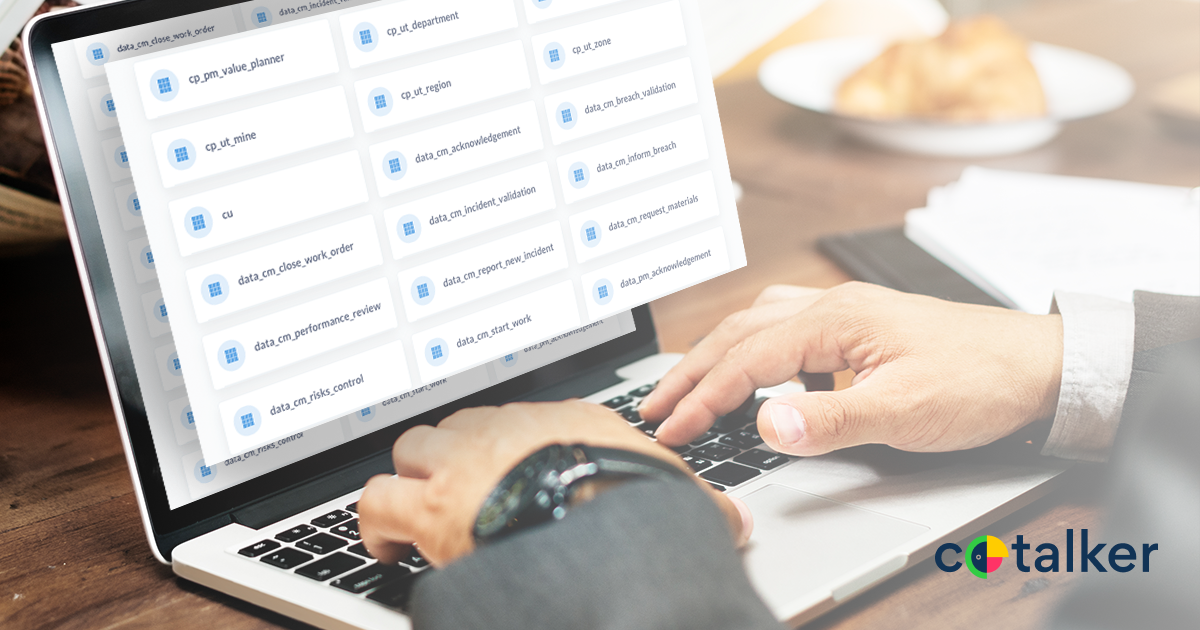 data_cm_close_work_order
cp_pm_value_planner
cp_ut_mine
cu
data_cm_close_work_order
data_cm_performance_review
data_cm_risks_control
cp_ut_department
cp_ut_region
data_cm_acknowledgement
data_cm_incident_validation
data_cm_report_new_incident
data_cm_start_work
cp_ut_zone
data_cm_breach_validation
data_cm_inform_breach
data_cm_request_materials
data_pm_acknowledgement
data_cm_risks_control
data_cm_start_work
data_pm_acknowledgement
cotalker